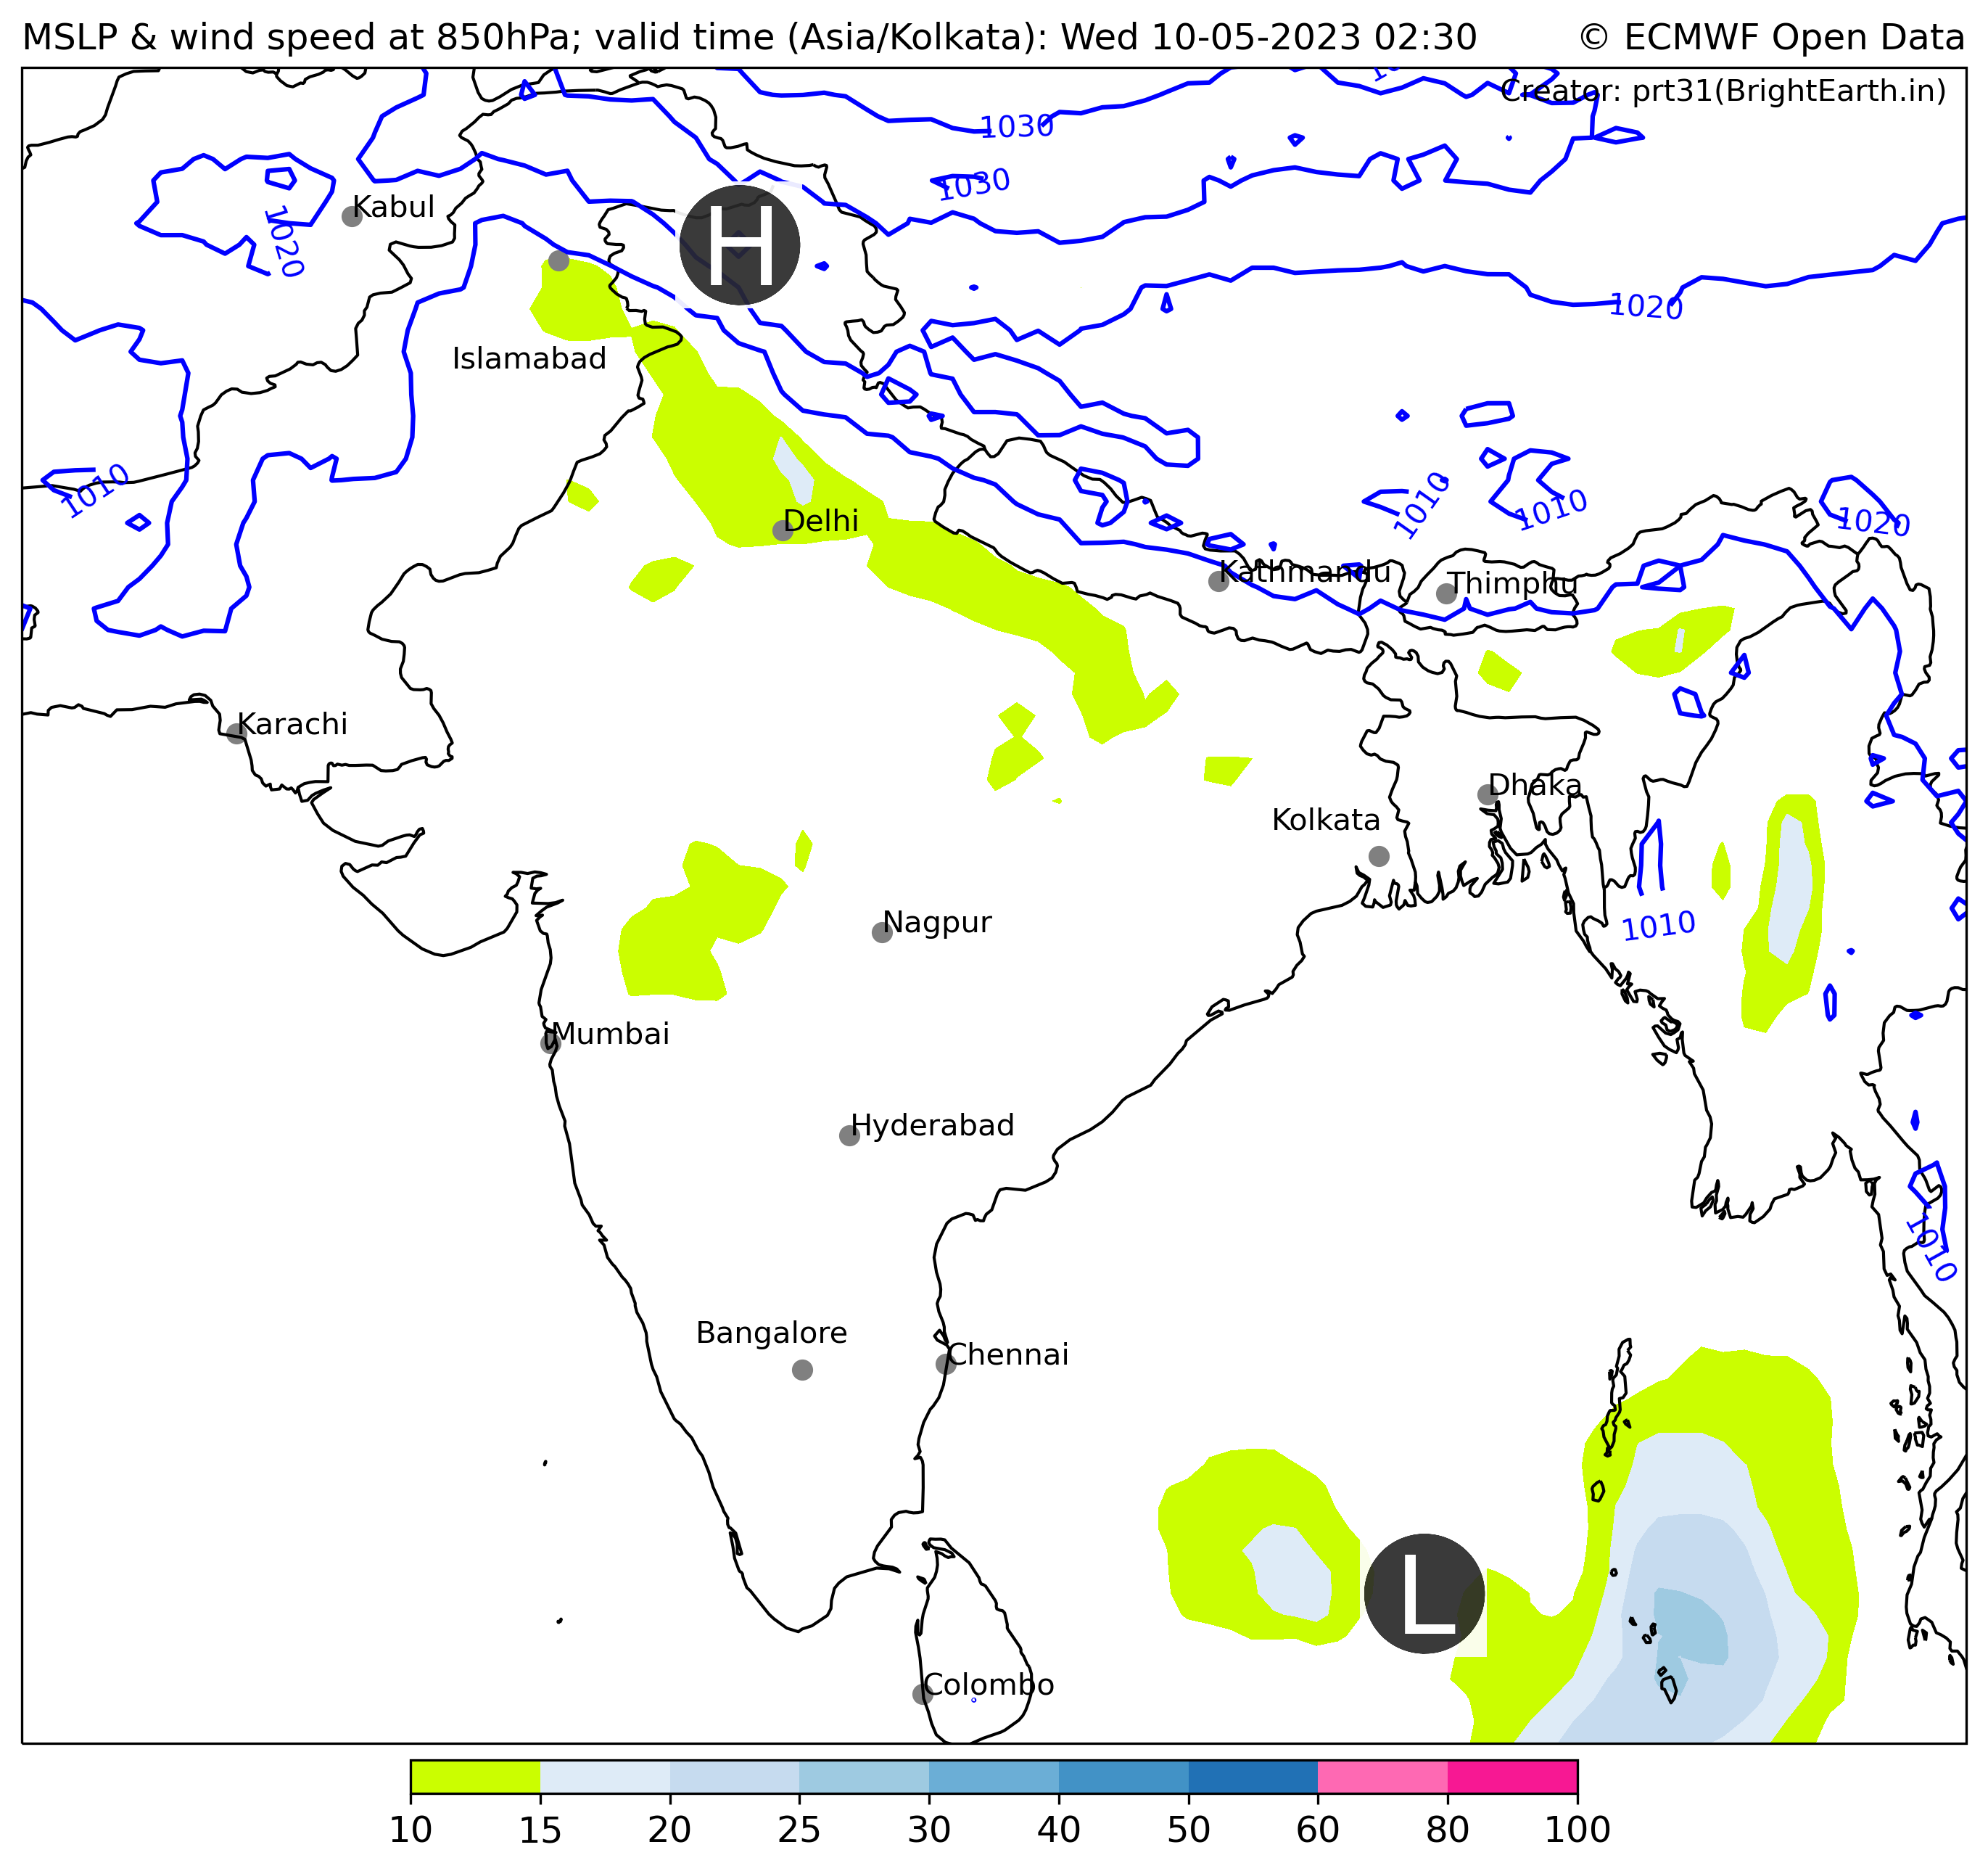 MSLP & wind speed at 850hPa; valid time (Asia/Kolkata): Wed 10-05-2023 02:30
© ECMWF Open Data
Creator: prt31(BrightEarth.in)
1030
1030
H
Kabul
1020
1020
Islamabad
1010
1010
1010
1020
Delhi
Kathmandu
Thimphu
Karachi
Dhaka
Kolkata
Nagpur
1010
Mumbai
Hyderabad
1010
Bangalore
Chennai
L
Colombo
10 15 20 25 30 40 50 60 80 100